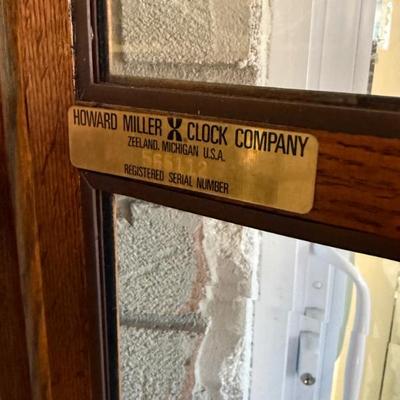 HOWARD MILLER CLOCK COMPANY
ZEELAND, MICHIGAN U.S.A.
REGISTERED SERIAL NUMBER